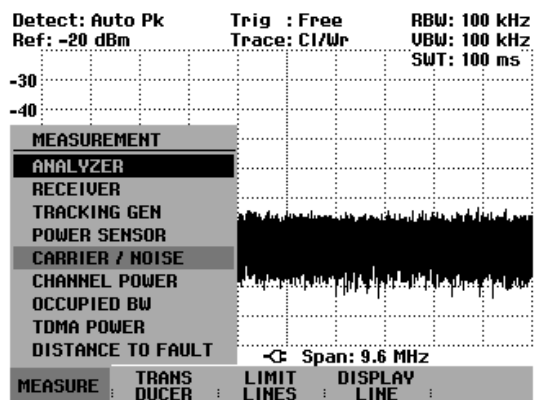 Detect: Auto Pk Trig : Free RBW: 100 kHz
Ref: -20 dBm Trace: Cl/Wr VBW: 100 kHz
SWT: 100 ms
-30
-40
MEASUREMENT
ANALYZER
RECEIVER
TRACKING GEN
POWER SENSOR
CARRIER / NOISE
CHANNEL POWER
OCCUPIED BW
TDMA POWER
DISTANCE TO FAULT
Span: 9.6 MHz
MEASURE TRANS LIMIT DISPLAY
DUCER LINES LINE